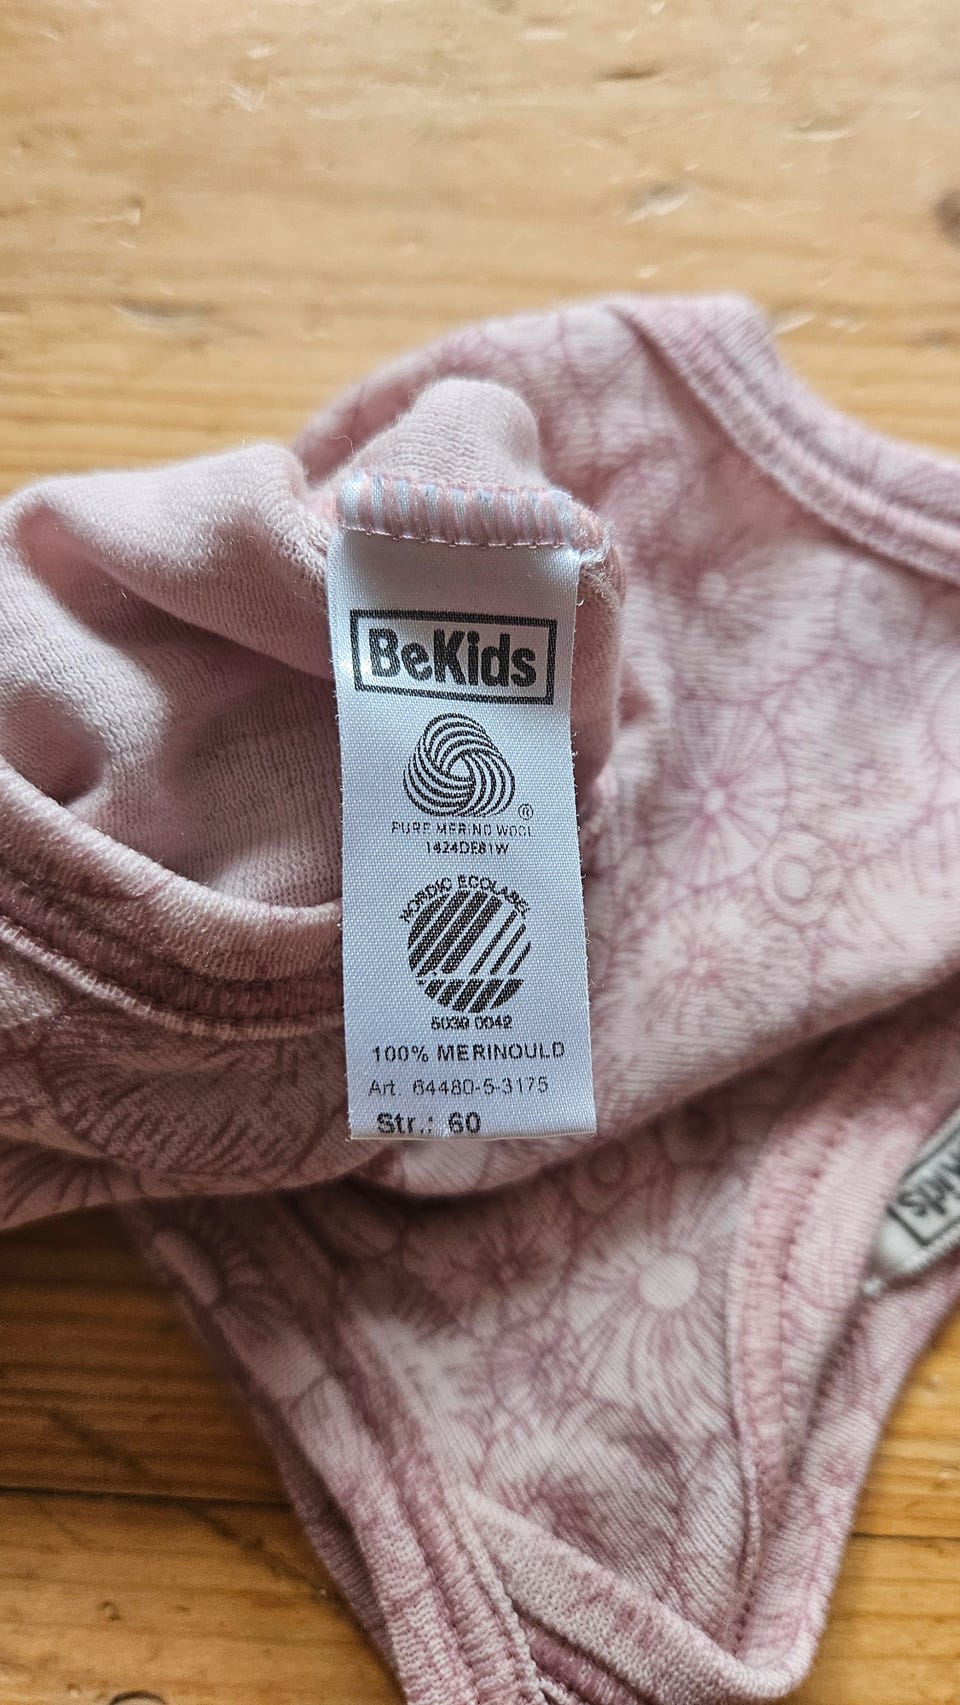 BeKids
®
PURE MERINO WOOL
1424DE81W
NORDIC ECOLABEL
5039 0042
100% MERINOULD
Art. 64480-5-3175
Str.: 60